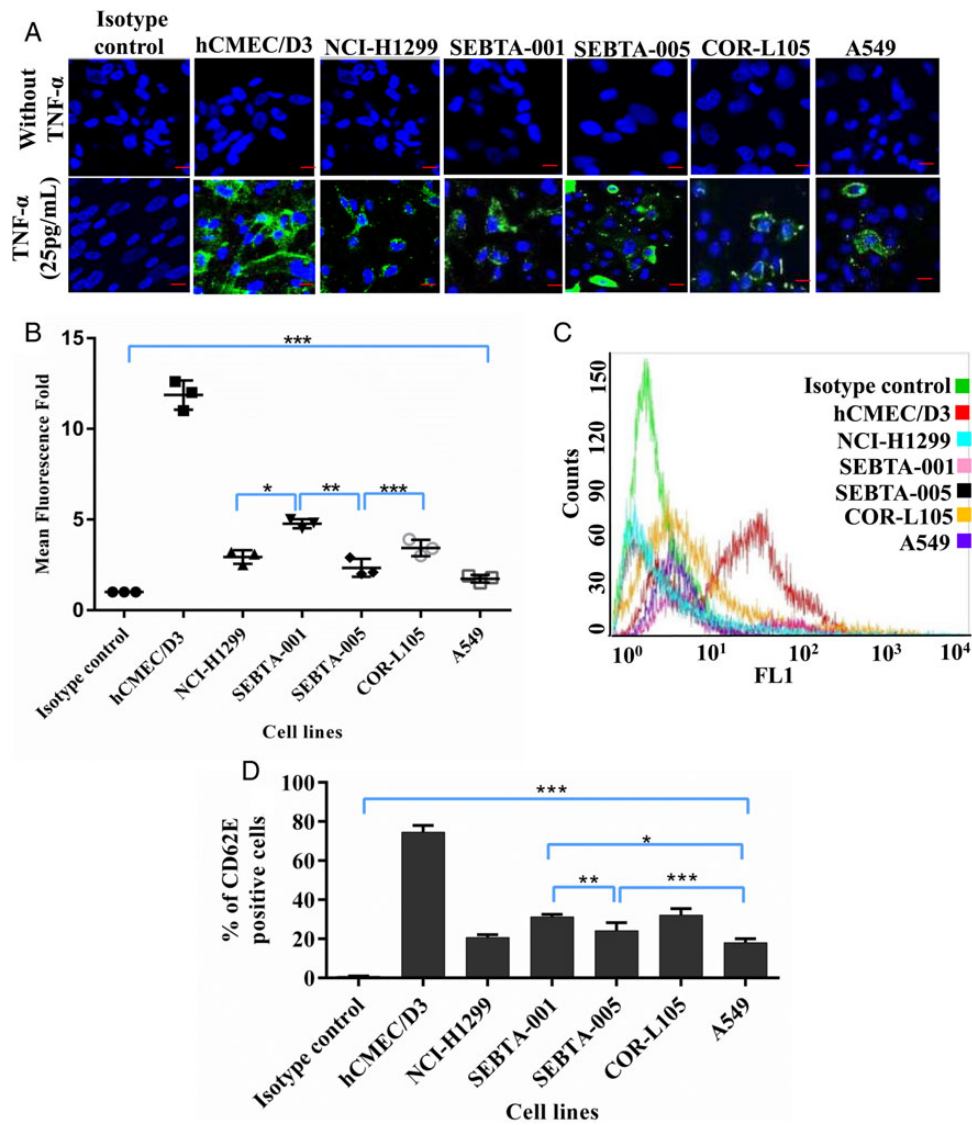 A
Isotype
control
hCMEC/D3
NCI-H1299
SEBTA-001
SEBTA-005
COR-L105
A549
Without
TNF-α
TNF-α
(25pg/mL)
B
***
15
10
5
0
Mean Fluorescence Fold
*
**
***
Isotype control
hCMEC/D3
NCI-H1299
SEBTA-001
SEBTA-005
COR-L105
A549
Cell lines
C
150
120
90
60
30
0
Counts
Isotype control
hCMEC/D3
NCI-H1299
SEBTA-001
SEBTA-005
COR-L105
A549
10⁰ 10¹ 10² 10³ 10⁴
FL1
D
100
80
60
40
20
0
% of CD62E
positive cells
***
*
**
***
Isotype control
hCMEC/D3
NCI-H1299
SEBTA-001
SEBTA-005
COR-L105
A549
Cell lines